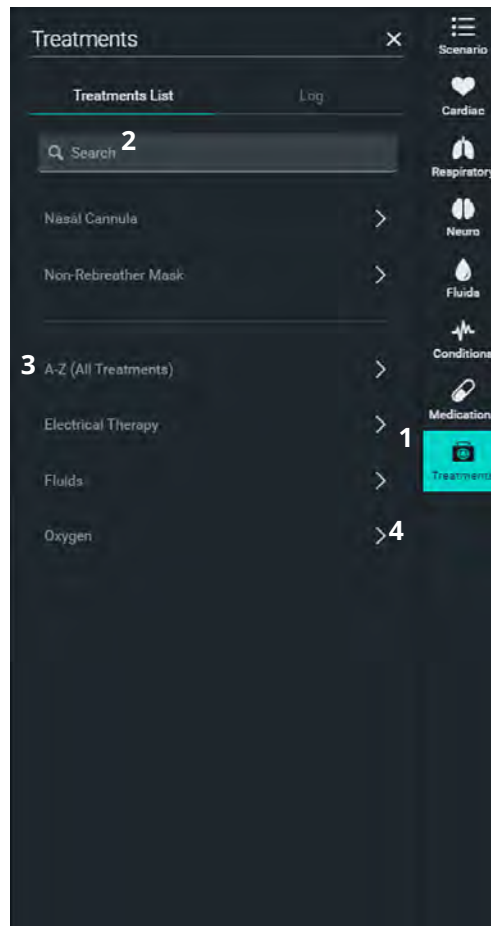 Treatments
Treatments List
Log
Search 2
Nasal Cannula
Non-Rebreather Mask
3 A-Z (All Treatments)
Electrical Therapy
Fluids
Oxygen
4
Scenario
Cardiac
Respiratory
Neuro
Fluids
Conditions
Medication
1
Treatments